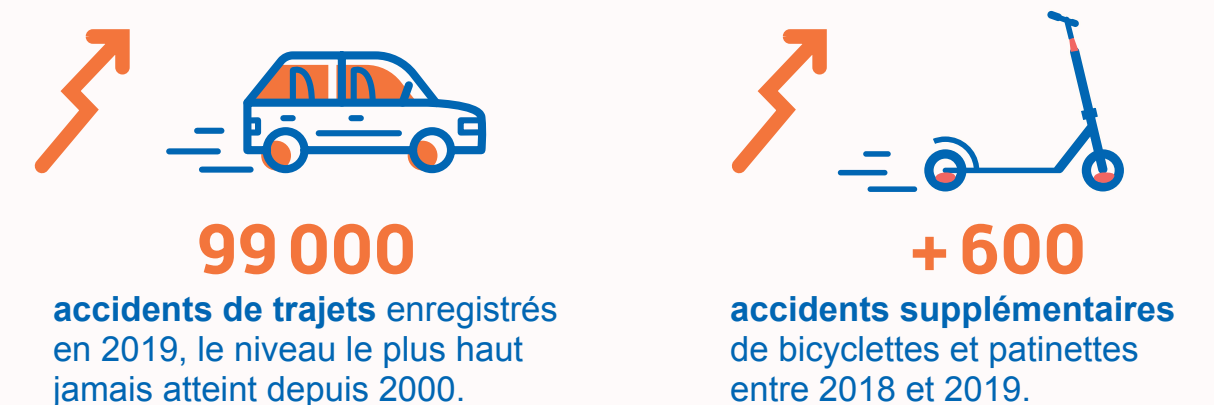 99 000
accidents de trajets enregistrés
en 2019, le niveau le plus haut
jamais atteint depuis 2000.
+ 600
accidents supplémentaires
de bicyclettes et patinettes
entre 2018 et 2019.